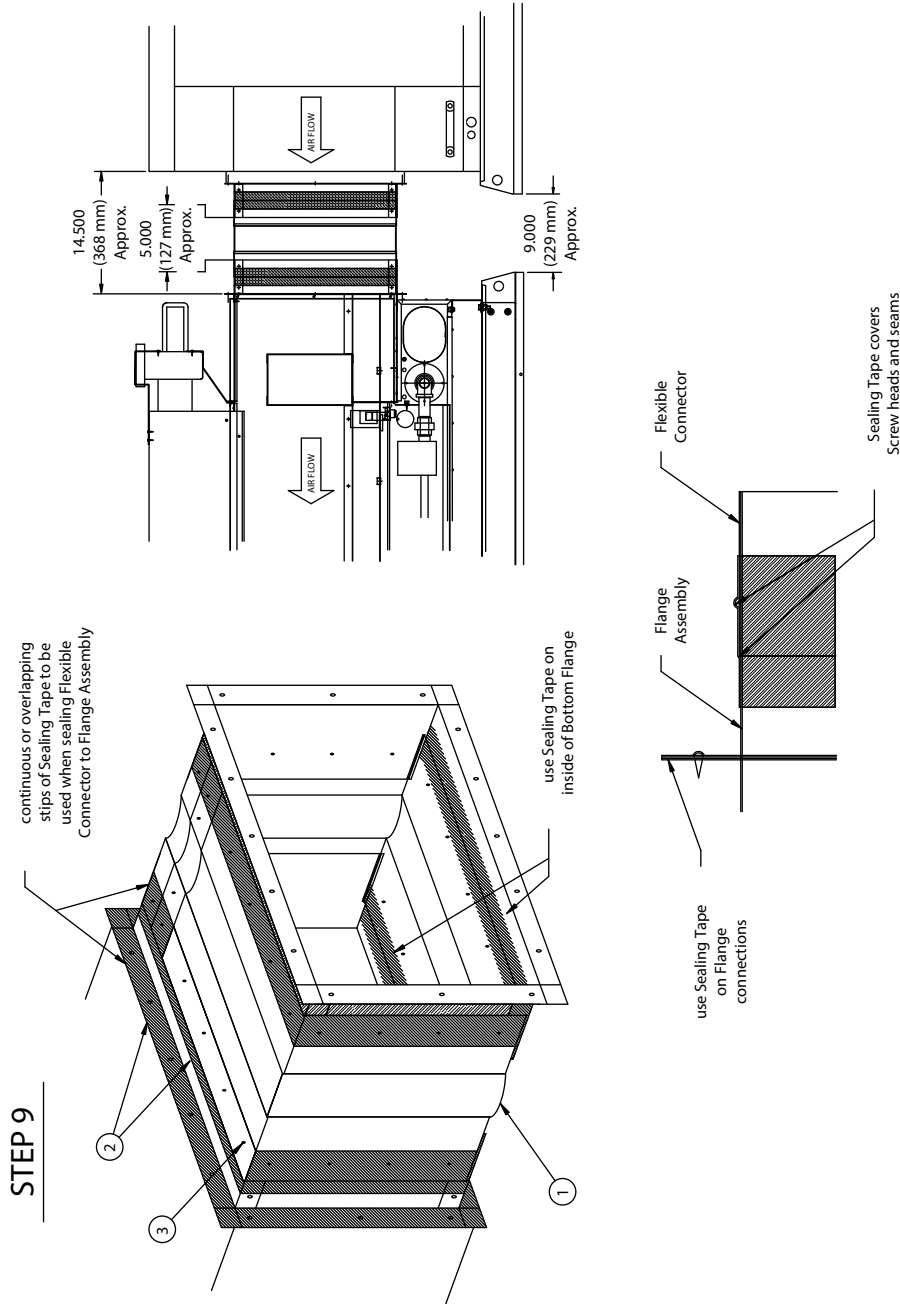 STEP 9
continuous or overlapping
stips of Sealing Tape to be
used when sealing Flexible
Connector to Flange Assembly
2
3
1
use Sealing Tape on
inside of Bottom Flange
14.500
(368 mm)
Approx.
5.000
(127 mm)
Approx.
AIR FLOW
AIR FLOW
9.000
(229 mm)
Approx.
use Sealing Tape
on Flange
connections
Flange
Assembly
Flexible
Connector
Sealing Tape covers
Screw heads and seams